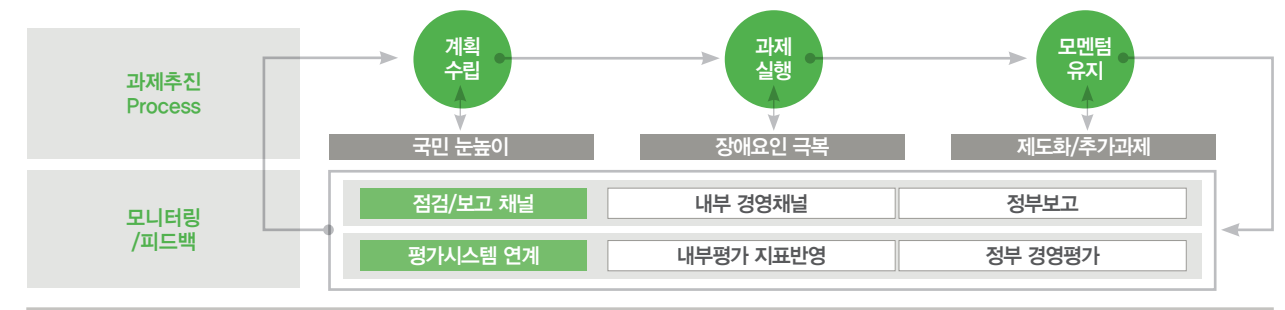 과제추진
Process
계획
수립
과제
실행
모멘텀
유지
국민 눈높이
장애요인 극복
제도화/추가과제
모니터링
/피드백
점검/보고 채널
내부 경영채널
정부보고
평가시스템 연계
내부평가 지표반영
정부 경영평가